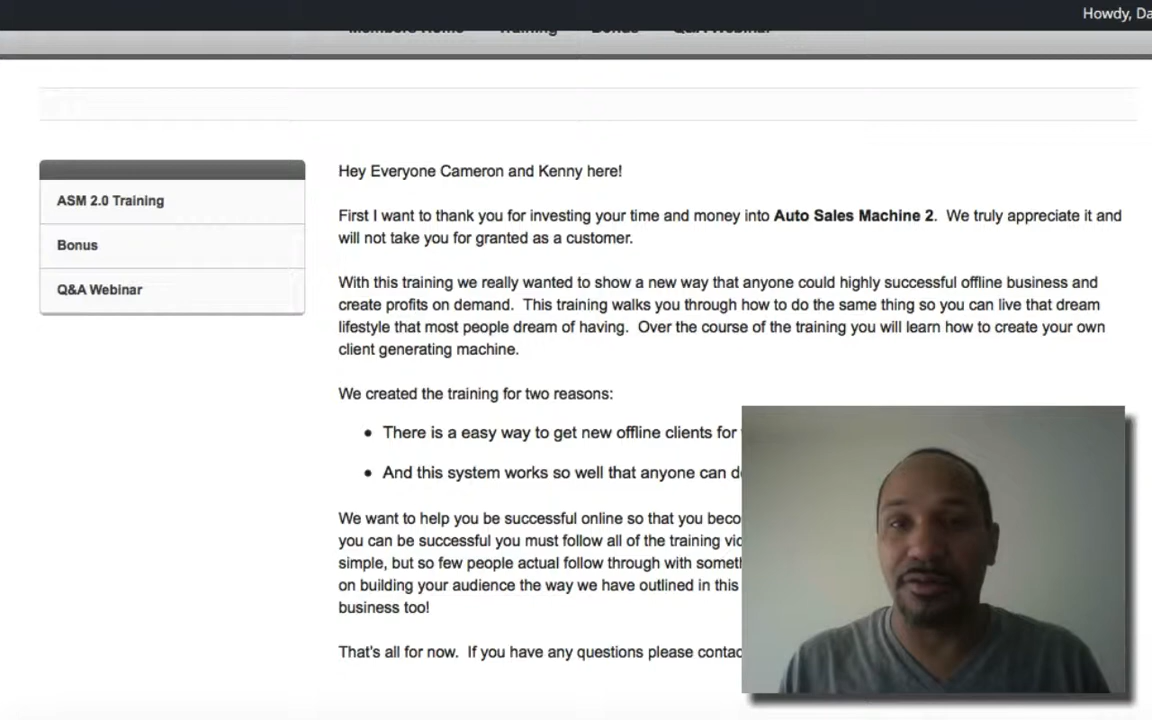 Howdy, Da
Members Home Training Bonus Q&A Webinar
ASM 2.0 Training
Bonus
Q&A Webinar
Hey Everyone Cameron and Kenny here!
First I want to thank you for investing your time and money into Auto Sales Machine 2. We truly appreciate it and
will not take you for granted as a customer.
With this training we really wanted to show a new way that anyone could highly successful offline business and
create profits on demand. This training walks you through how to do the same thing so you can live that dream
lifestyle that most people dream of having. Over the course of the training you will learn how to create your own
client generating machine.
We created the training for two reasons:
• There is a easy way to get new offline clients for
• And this system works so well that anyone can d
We want to help you be successful online so that you beco
you can be successful you must follow all of the training vid
simple, but so few people actual follow through with someth
on building your audience the way we have outlined in this
business too!
That's all for now. If you have any questions please contac